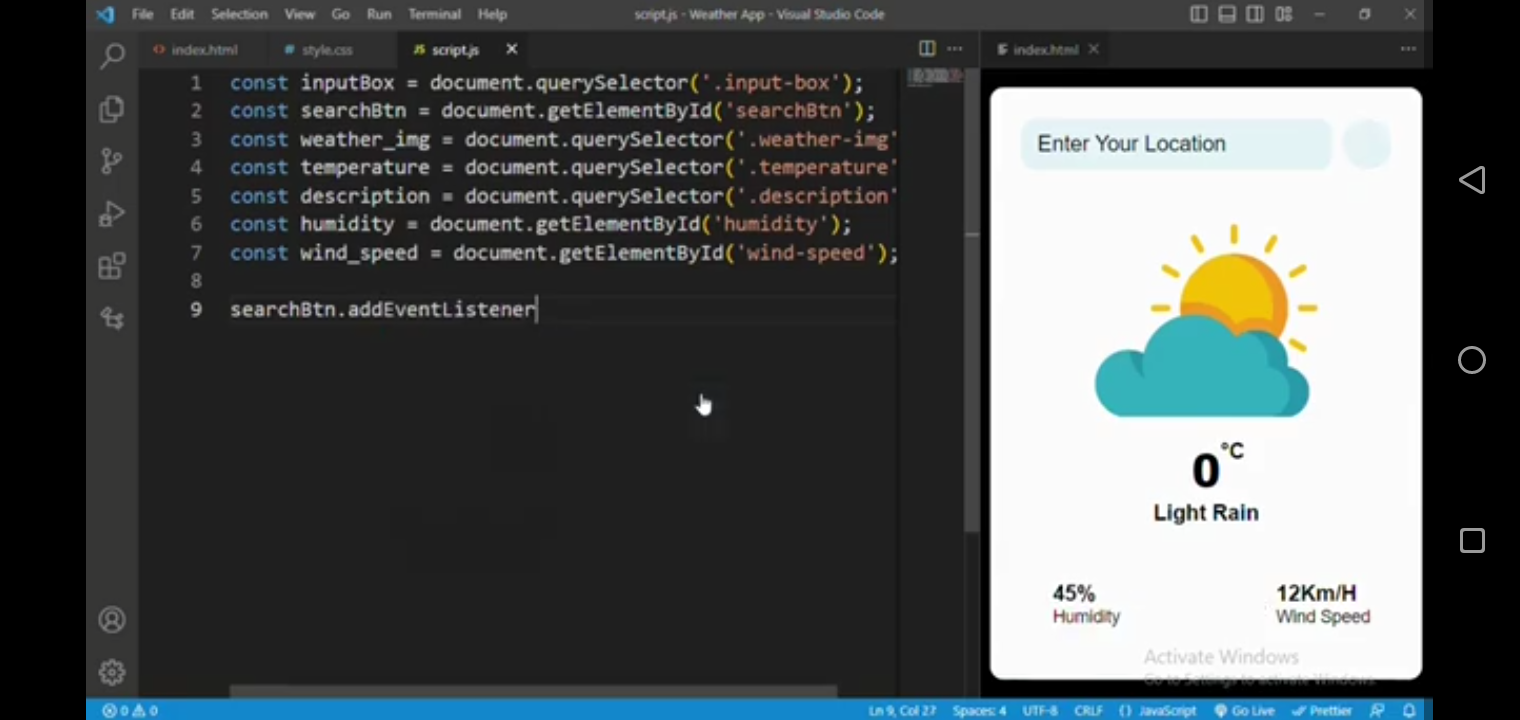 File Edit Selection View Go Run Terminal Help script.js - Weather App - Visual Studio Code
index.html style.css JS script.js index.html
1 const inputBox = document.querySelector('.input-box');
2 const searchBtn = document.getElementById('searchBtn');
3 const weather_img = document.querySelector('.weather-img'
4 const temperature = document.querySelector('.temperature'
5 const description = document.querySelector('.description'
6 const humidity = document.getElementById('humidity');
7 const wind_speed = document.getElementById('wind-speed');
8
9 searchBtn.addEventListener
Enter Your Location
0°C
Light Rain
45% 12Km/H
Humidity Wind Speed
Activate Windows
Go to Settings to activate Windows.
0 0 Ln 9, Col 27 Spaces: 4 UTF-8 CRLF {} JavaScript Go Live Prettier